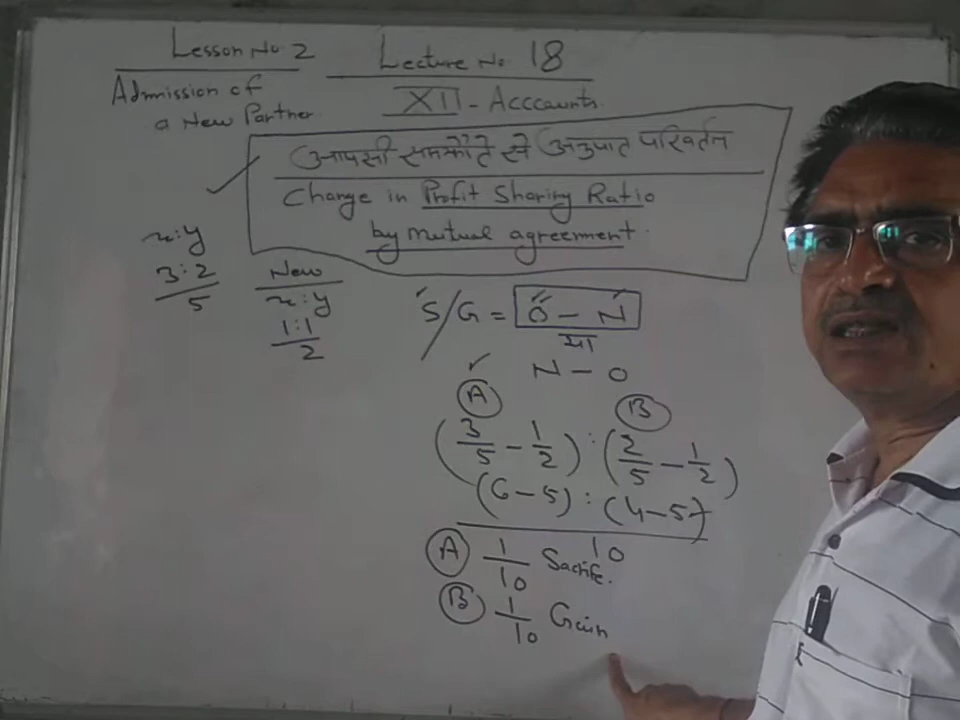 Lesson No 2
Lecture No 18
Admission of
a New Partner
XII - Acccounts
आपसी समझौते से अनुपात परिवर्तन
Change in Profit Sharing Ratio
by mutual agreement.
x:y
3:2
5
New
x:y
1:1
2
S/G = O - N
या
N - O
A B
(3/5 - 1/2) : (2/5 - 1/2)
(6-5) : (4-5)
10
A 1/10 Sacrife.
B 1/10 Gain